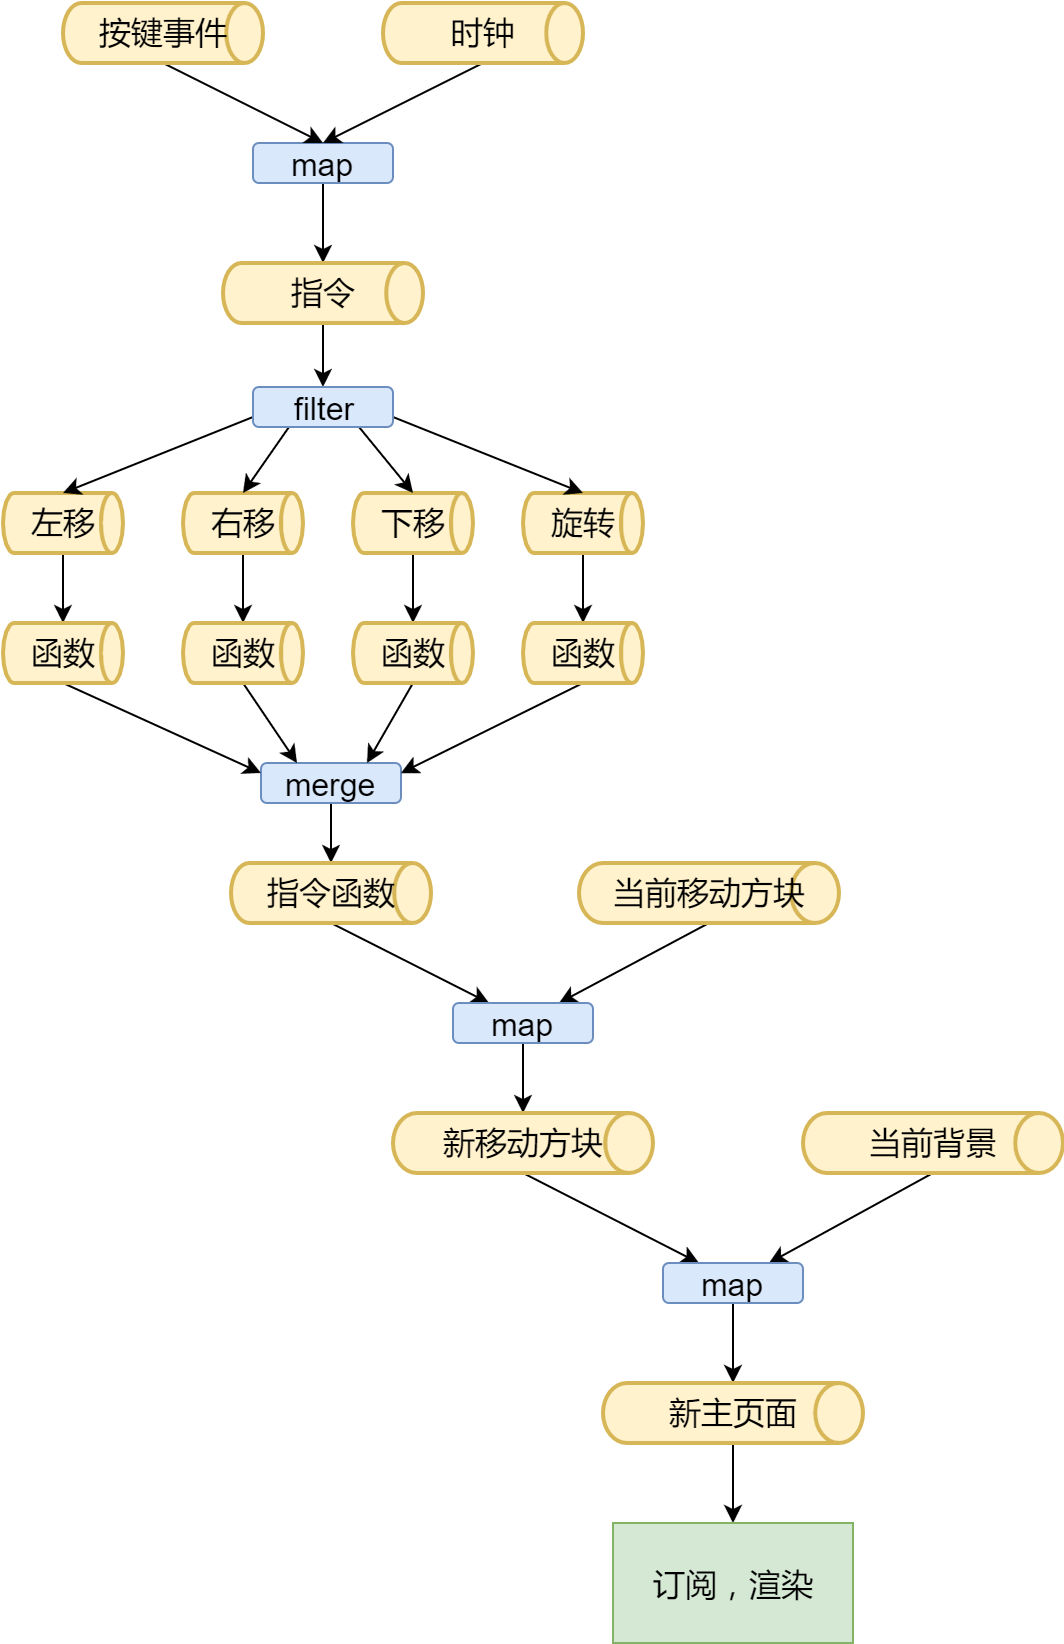 按键事件
时钟
map
指令
filter
左移
右移
下移
旋转
函数
函数
函数
函数
merge
指令函数
当前移动方块
map
新移动方块
当前背景
map
新主页面
订阅，渲染